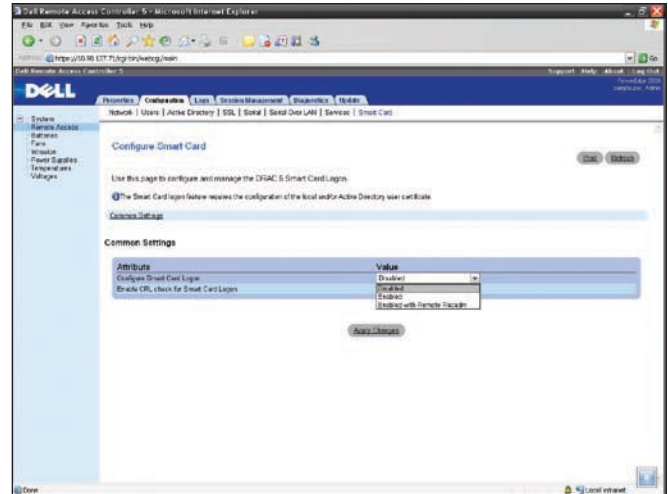 Dell Remote Access Controller 5 - Microsoft Internet Explorer
File Edit View Favorites Tools Help
Go
Dell Remote Access Controller 5
Support | Help | About | Log Out
DELL
Properties Configuration Logs Session Management Diagnostics Update
Network | Users | Active Directory | SSL | Serial | Serial Over LAN | Services | Smart Card
System
Remote Access
Batteries
Fans
Intrusion
Power Supplies
Temperatures
Voltages
Configure Smart Card
Print Refresh
Use this page to configure and manage the DRAC 5 Smart Card Logon.
The Smart Card logon feature requires the configuration of the local and/or Active Directory user certificate.
Common Settings
Common Settings
Attribute Value
Configure Smart Card Logon Disabled
Enable CRL check for Smart Card Logon
Disabled
Enabled
Enabled with Remote Racadm
Apply Changes
Done
Local intranet